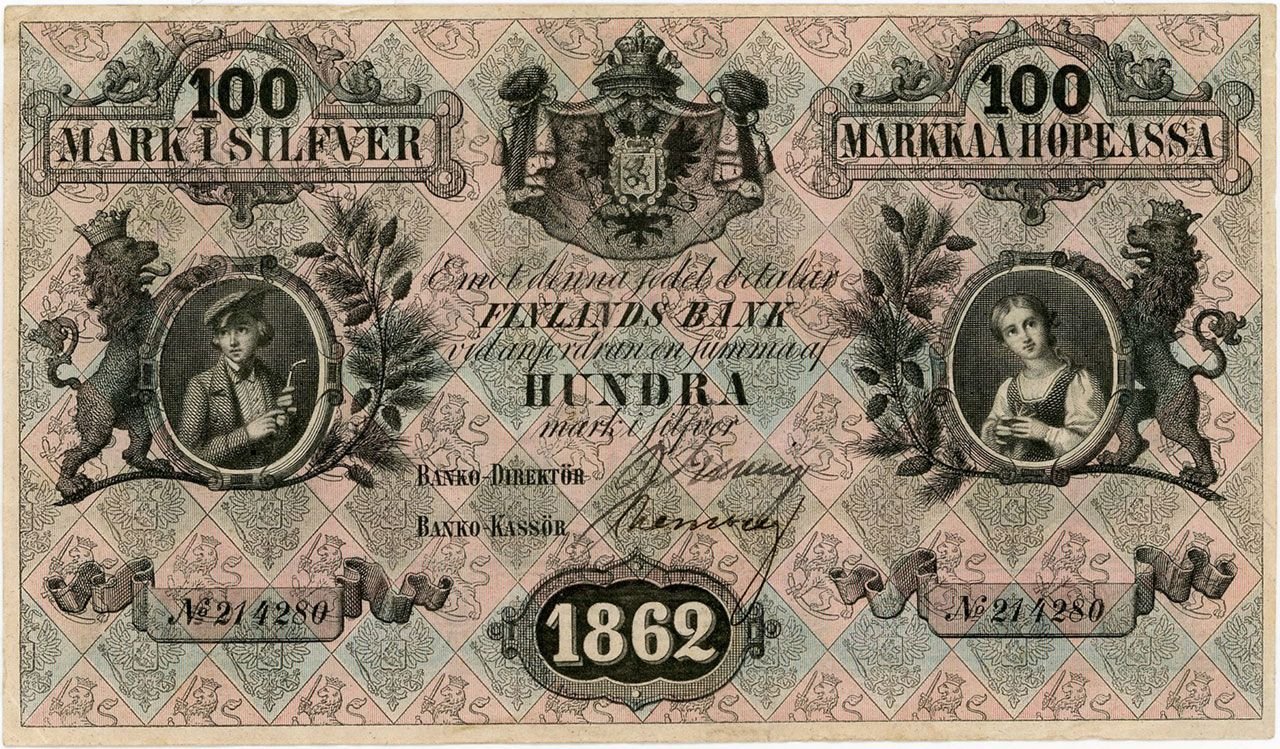 100
MARK I SILFVER
100
MARKKAA HOPEASSA
Emot denna sedel betalar
FINLANDS BANK
vid anfordran en summa af
HUNDRA
mark i silfver
BANKO-DIREKTÖR
BANKO-KASSÖR
№ 214280
1862
№ 214280